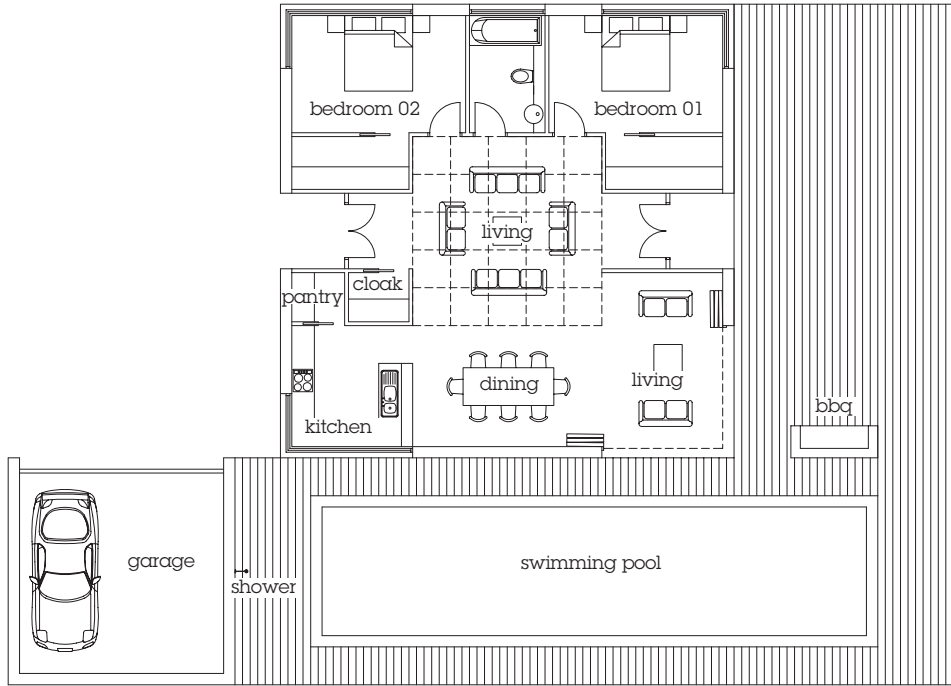 bedroom 02
bedroom 01
living
cloak
pantry
dining
living
bbq
kitchen
garage
swimming pool
shower